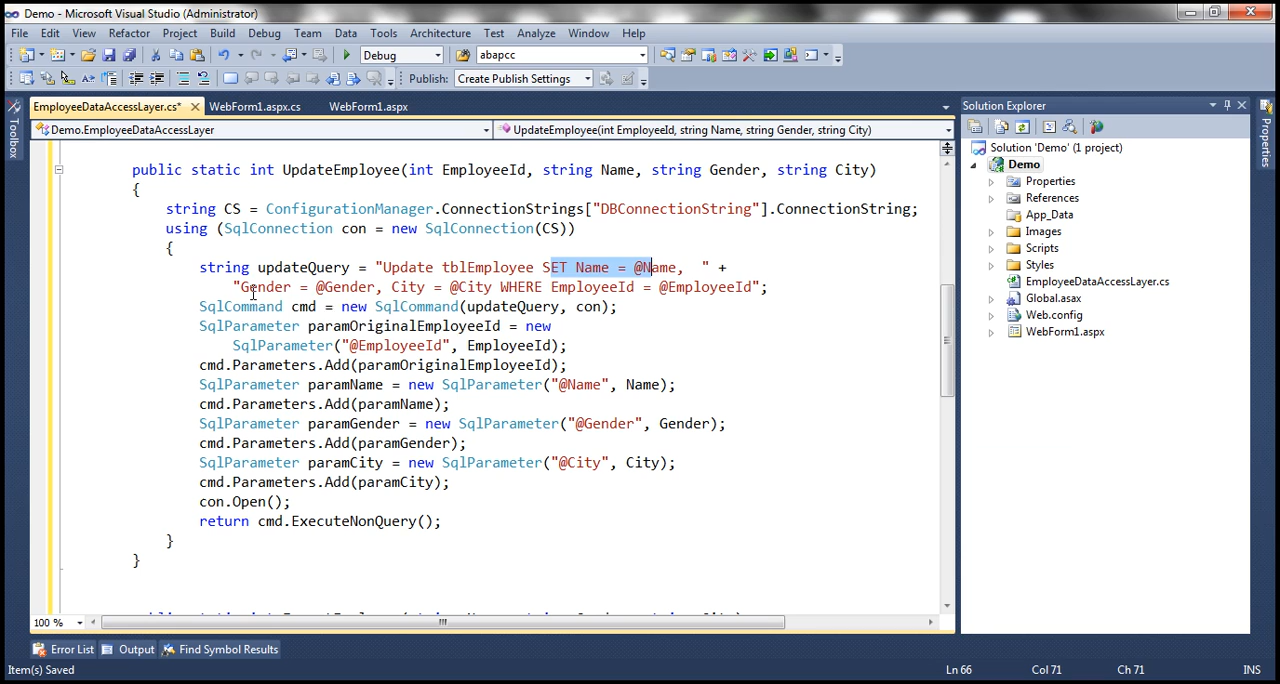 Demo - Microsoft Visual Studio (Administrator)
File Edit View Refactor Project Build Debug Team Data Tools Architecture Test Analyze Window Help
Debug abapcc
Publish: Create Publish Settings
EmployeeDataAccessLayer.cs* WebForm1.aspx.cs WebForm1.aspx
Solution Explorer
Toolbox
Properties
Demo.EmployeeDataAccessLayer UpdateEmployee(int EmployeeId, string Name, string Gender, string City)
Solution 'Demo' (1 project)
Demo
Properties
References
App_Data
Images
Scripts
Styles
EmployeeDataAccessLayer.cs
Global.asax
Web.config
WebForm1.aspx
public static int UpdateEmployee(int EmployeeId, string Name, string Gender, string City)
{
string CS = ConfigurationManager.ConnectionStrings["DBConnectionString"].ConnectionString;
using (SqlConnection con = new SqlConnection(CS))
{
string updateQuery = "Update tblEmployee SET Name = @Name,  " +
"Gender = @Gender, City = @City WHERE EmployeeId = @EmployeeId";
SqlCommand cmd = new SqlCommand(updateQuery, con);
SqlParameter paramOriginalEmployeeId = new
SqlParameter("@EmployeeId", EmployeeId);
cmd.Parameters.Add(paramOriginalEmployeeId);
SqlParameter paramName = new SqlParameter("@Name", Name);
cmd.Parameters.Add(paramName);
SqlParameter paramGender = new SqlParameter("@Gender", Gender);
cmd.Parameters.Add(paramGender);
SqlParameter paramCity = new SqlParameter("@City", City);
cmd.Parameters.Add(paramCity);
con.Open();
return cmd.ExecuteNonQuery();
}
}
100 %
Error List Output Find Symbol Results
Item(s) Saved Ln 66 Col 71 Ch 71 INS